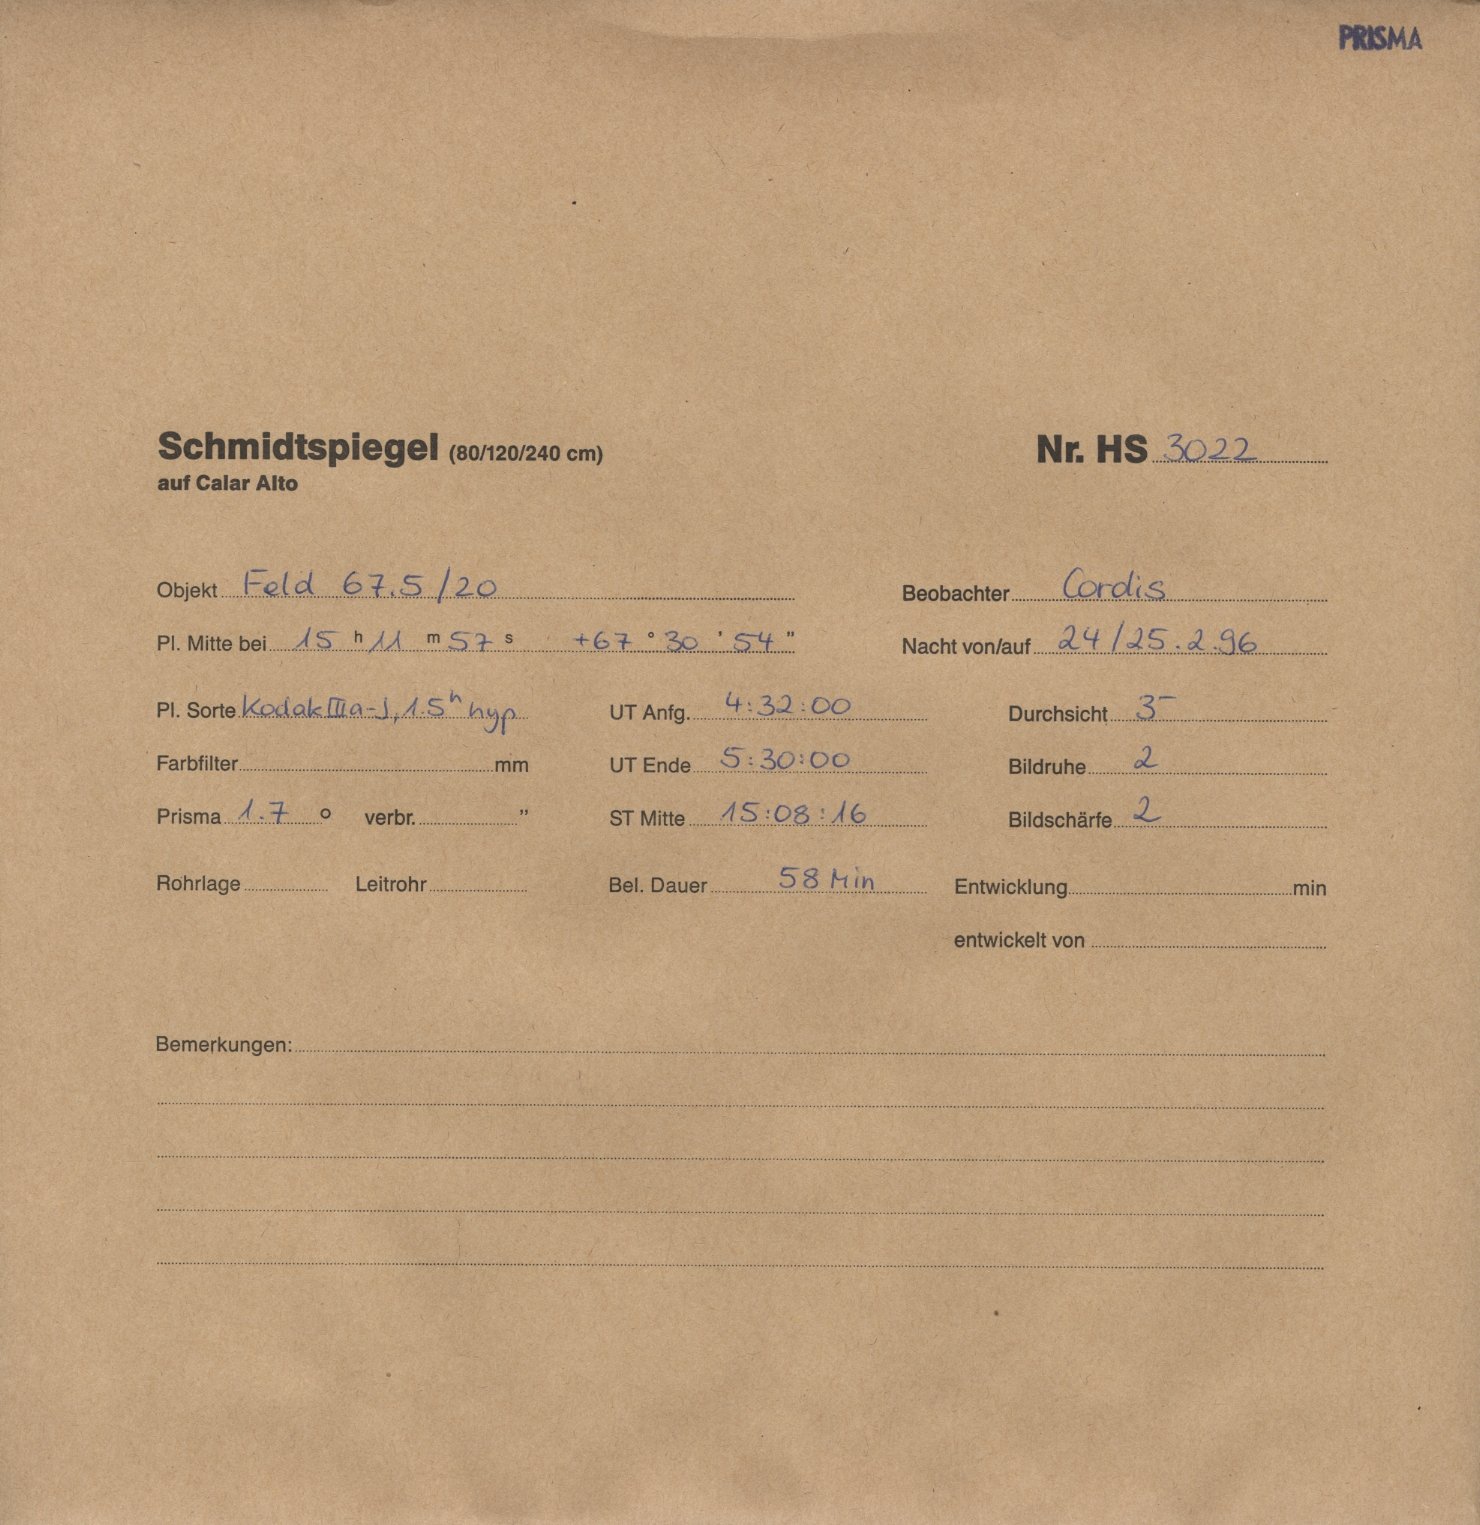 PRISMA
Schmidtspiegel (80/120/240 cm) Nr. HS 3022
auf Calar Alto
Objekt Feld 67.5/20 Beobachter Cordis
Pl. Mitte bei 15 h 11 m 57 s +67 ° 30 ' 54 " Nacht von/auf 24/25.2.96
Pl. Sorte Kodak IIIa-J, 1.5h hyp UT Anfg. 4:32:00 Durchsicht 3-
Farbfilter mm UT Ende 5:30:00 Bildruhe 2
Prisma 1.7 ° verbr. " ST Mitte 15:08:16 Bildschärfe 2
Rohrlage Leitrohr Bel. Dauer 58 Min Entwicklung min
entwickelt von
Bemerkungen: